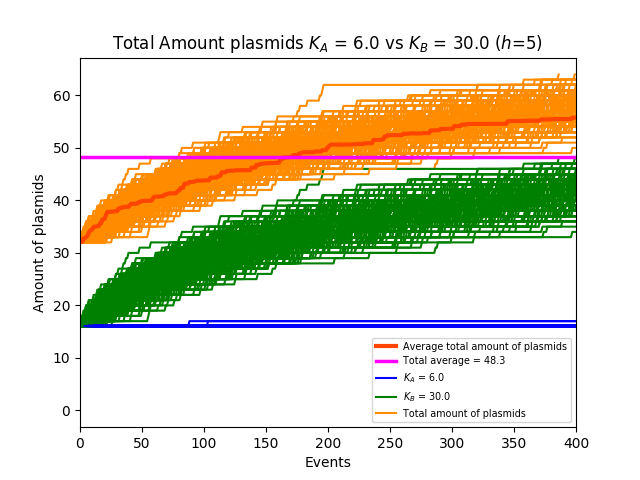 Total Amount plasmids K_A = 6.0 vs K_B = 30.0 (h=5)
60
50
40
30
20
10
0
Amount of plasmids
Average total amount of plasmids
Total average = 48.3
K_A = 6.0
K_B = 30.0
Total amount of plasmids
0 50 100 150 200 250 300 350 400
Events